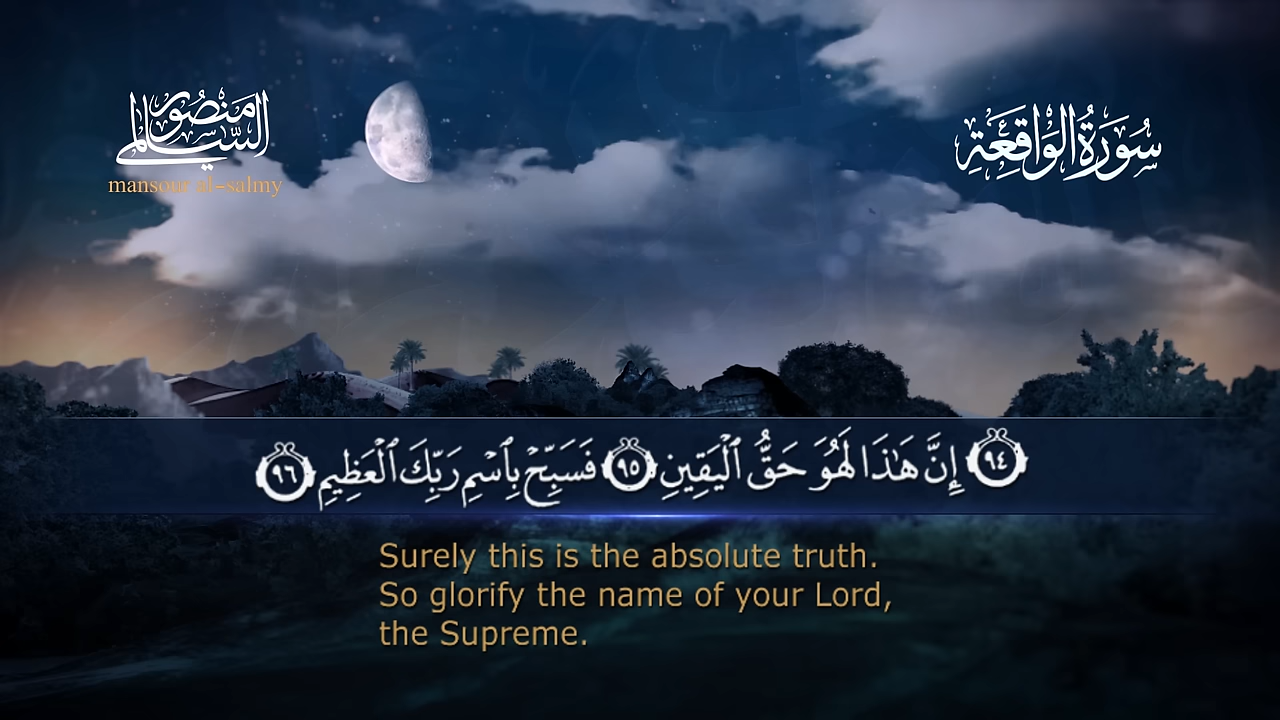 منصور السالمي
mansour al-salmy
سُورَةُ الوَاقِعَةِ
٩٤ إِنَّ هَٰذَا لَهُوَ حَقُّ ٱلْيَقِينِ ٩٥ فَسَبِّحْ بِٱسْمِ رَبِّكَ ٱلْعَظِيمِ ٩٦
Surely this is the absolute truth.
So glorify the name of your Lord,
the Supreme.